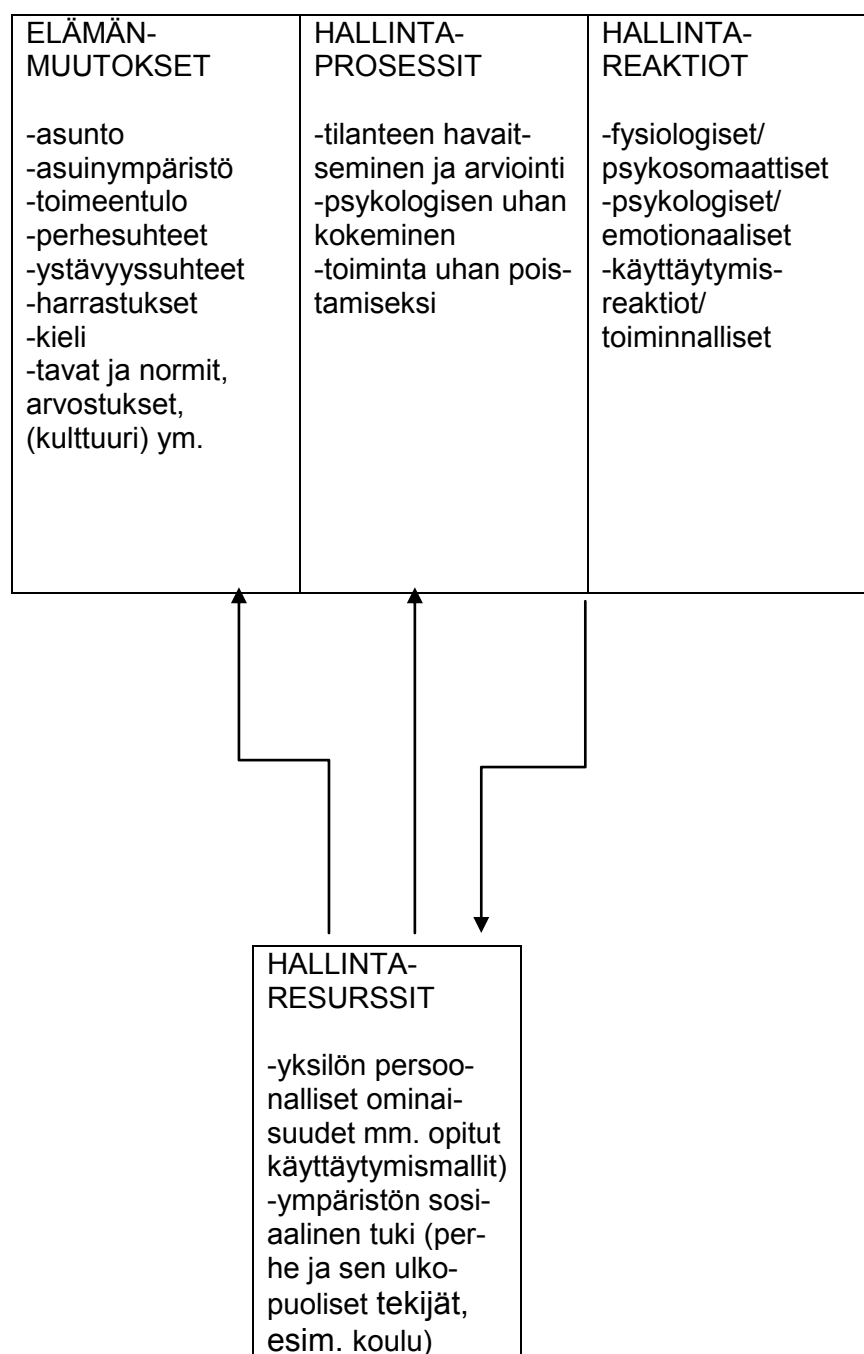 ELÄMÄN-
MUUTOKSET
-asunto
-asuinympäristö
-toimeentulo
-perhesuhteet
-ystävyyssuhteet
-harrastukset
-kieli
-tavat ja normit,
arvostukset,
(kulttuuri) ym.
HALLINTA-
PROSESSIT
-tilanteen havait-
seminen ja arviointi
-psykologisen uhan
kokeminen
-toiminta uhan pois-
tamiseksi
HALLINTA-
REAKTIOT
-fysiologiset/
psykosomaattiset
-psykologiset/
emotionaaliset
-käyttäytymis-
reaktiot/
toiminnalliset
HALLINTA-
RESURSSIT
-yksilön persoo-
nalliset ominai-
suudet mm. opitut
käyttäytymismallit)
-ympäristön sosi-
aalinen tuki (per-
he ja sen ulko-
puoliset tekijät,
esim. koulu)